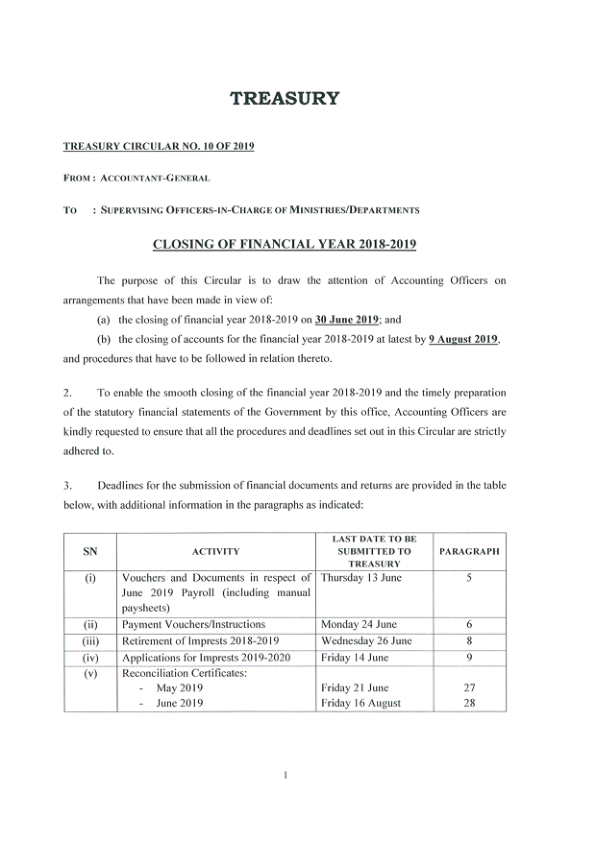 TREASURY
TREASURY CIRCULAR NO. 10 OF 2019
FROM : ACCOUNTANT-GENERAL
TO : SUPERVISING OFFICERS-IN-CHARGE OF MINISTRIES/DEPARTMENTS
CLOSING OF FINANCIAL YEAR 2018-2019
The purpose of this Circular is to draw the attention of Accounting Officers on
arrangements that have been made in view of:
(a) the closing of financial year 2018-2019 on 30 June 2019; and
(b) the closing of accounts for the financial year 2018-2019 at latest by 9 August 2019,
and procedures that have to be followed in relation thereto.
2. To enable the smooth closing of the financial year 2018-2019 and the timely preparation
of the statutory financial statements of the Government by this office, Accounting Officers are
kindly requested to ensure that all the procedures and deadlines set out in this Circular are strictly
adhered to.
3. Deadlines for the submission of financial documents and returns are provided in the table
below, with additional information in the paragraphs as indicated:
SN ACTIVITY LAST DATE TO BE SUBMITTED TO TREASURY PARAGRAPH
(i) Vouchers and Documents in respect of Thursday 13 June 5
June 2019 Payroll (including manual
paysheets)
(ii) Payment Vouchers/Instructions Monday 24 June 6
(iii) Retirement of Imprests 2018-2019 Wednesday 26 June 8
(iv) Applications for Imprests 2019-2020 Friday 14 June 9
(v) Reconciliation Certificates:
- May 2019 Friday 21 June 27
- June 2019 Friday 16 August 28
1